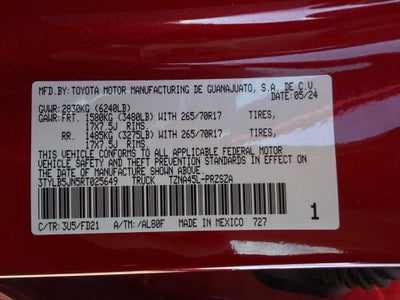 MFD.BY:TOYOTA MOTOR MANUFACTURING DE GUANAJUATO, S.A. DE C.V.
DATE:05/24
GVWR:2830KG (6240LB)
GAWR:FRT. 1580KG (3480LB) WITH 265/70R17 TIRES,
17X7.5J RIMS.
RR. 1485KG (3275LB) WITH 265/70R17 TIRES,
17X7.5J RIMS.
THIS VEHICLE CONFORMS TO ALL APPLICABLE FEDERAL MOTOR
VEHICLE SAFETY AND THEFT PREVENTION STANDARDS IN EFFECT ON
THE DATE OF MANUFACTURE SHOWN ABOVE.
3TYLB5JN5RT025649 TRUCK TZNA45L-PRZSZA
C/TR:3U5/FD21 A/TM:/AL80F MADE IN MEXICO 727
1